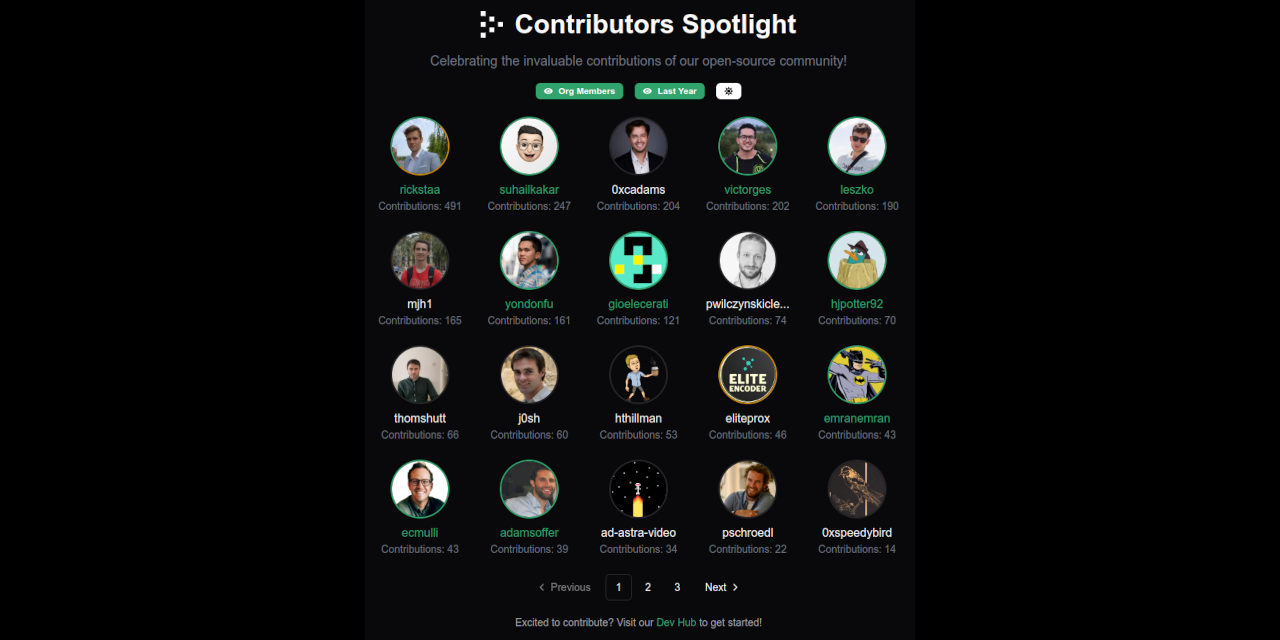 Contributors Spotlight
Celebrating the invaluable contributions of our open-source community!
Org Members Last Year
rickstaa suhailkakar 0xcadams victorges leszko
Contributions: 491 Contributions: 247 Contributions: 204 Contributions: 202 Contributions: 190
mjh1 yondonfu gioelecerati pwilczynskicle... hjpotter92
Contributions: 165 Contributions: 161 Contributions: 121 Contributions: 74 Contributions: 70
ELITE
ENCODER
thomshutt j0sh hthillman eliteprox emranemran
Contributions: 66 Contributions: 60 Contributions: 53 Contributions: 46 Contributions: 43
ecmulli adamsoffer ad-astra-video pschroedl 0xspeedybird
Contributions: 43 Contributions: 39 Contributions: 34 Contributions: 22 Contributions: 14
Previous 1 2 3 Next
Excited to contribute? Visit our Dev Hub to get started!